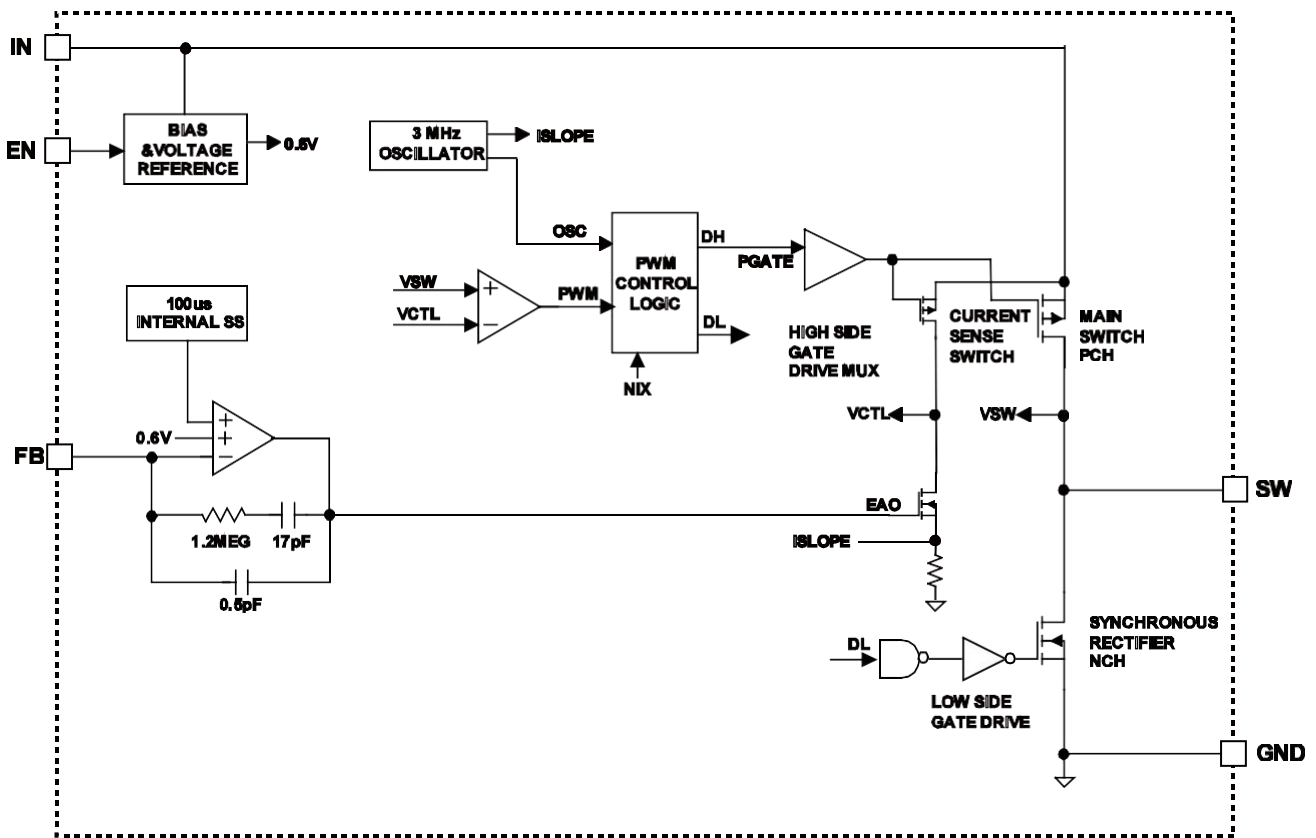 IN
EN
BIAS
&VOLTAGE
REFERENCE
0.5V
3 MHz
OSCILLATOR
ISLOPE
OSC
VSW
+
VCTL
−
PWM
PWM
CONTROL
LOGIC
NIX
DH
DL
PGATE
HIGH SIDE
GATE
DRIVE MUX
CURRENT
SENSE
SWITCH
MAIN
SWITCH
PCH
100us
INTERNAL SS
+
0.6V
+
−
FB
1.2MEG
17pF
0.5pF
VCTL
VSW
EAO
ISLOPE
SW
DL
LOW SIDE
GATE DRIVE
SYNCHRONOUS
RECTIFIER
NCH
GND